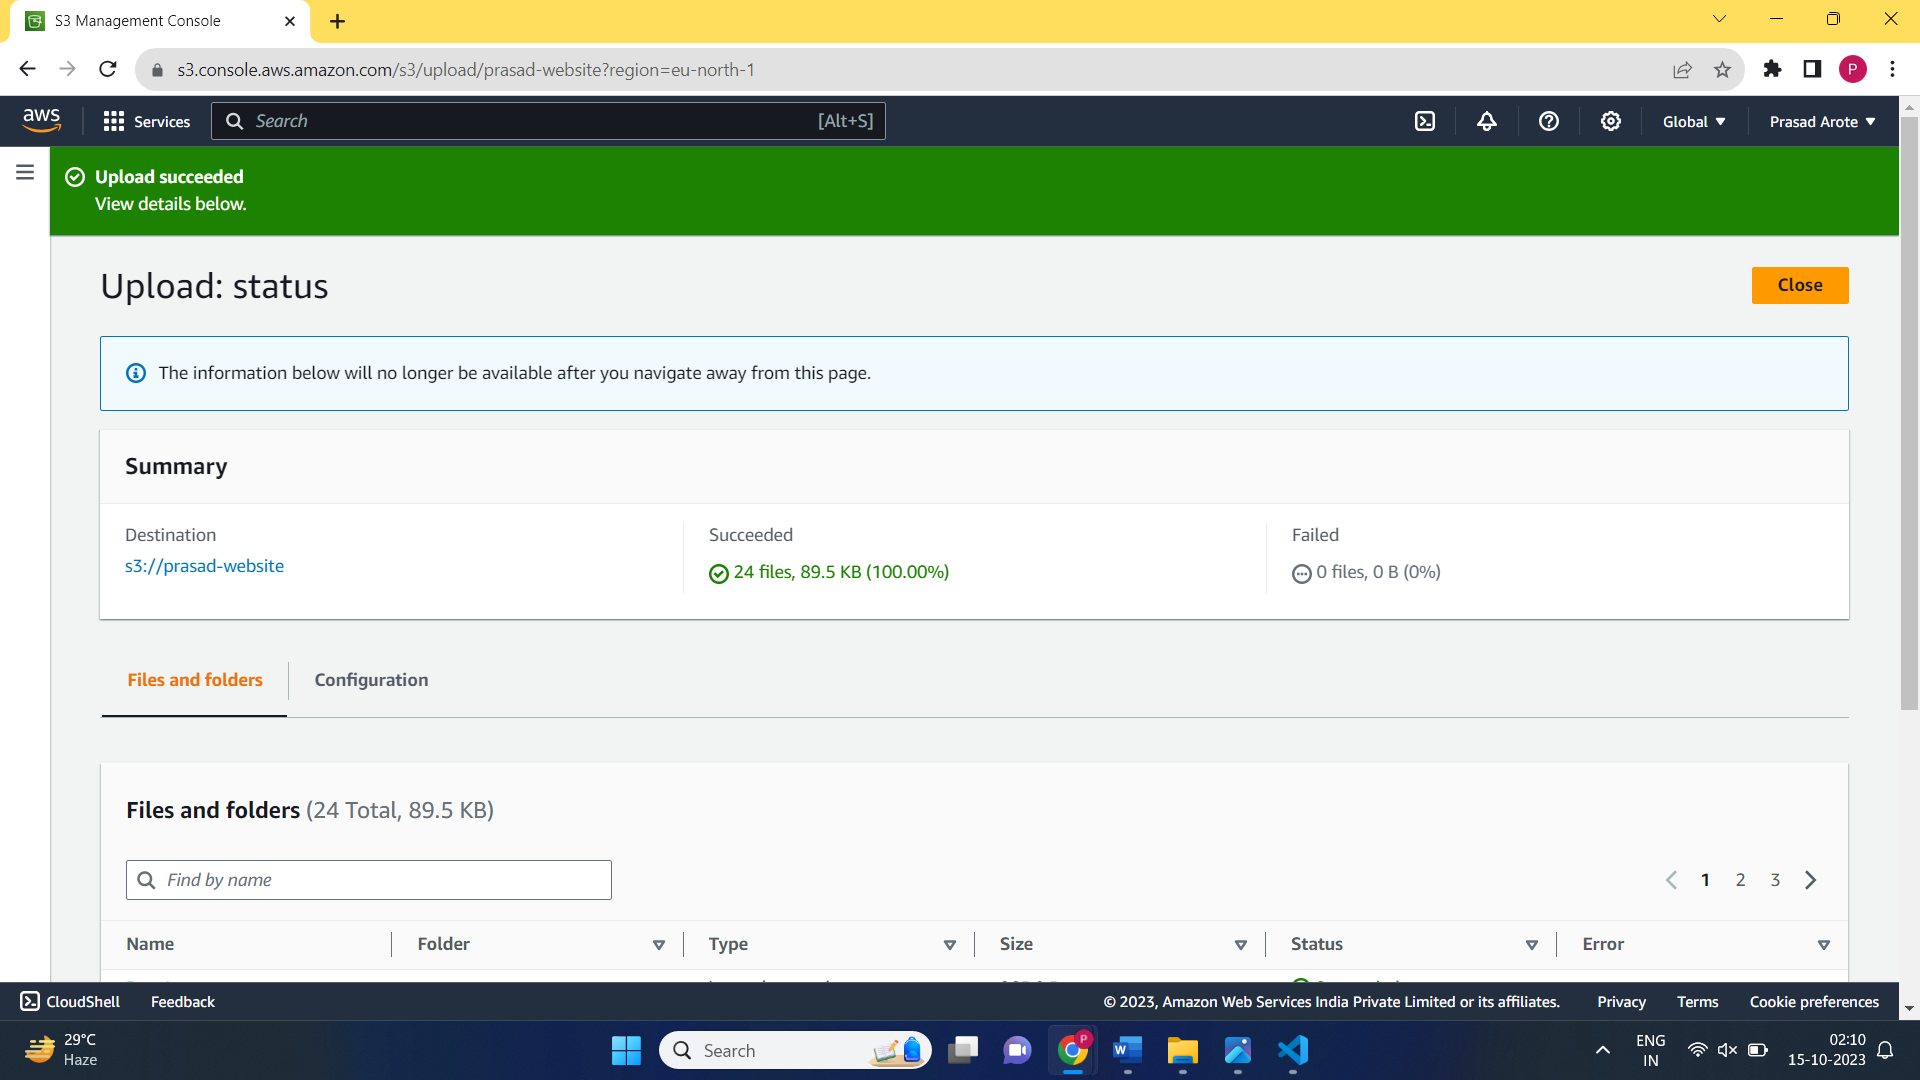 S3 Management Console
s3.console.aws.amazon.com/s3/upload/prasad-website?region=eu-north-1
P
aws
Services
Search
[Alt+S]
Global
Prasad Arote
Upload succeeded
View details below.
Upload: status
Close
The information below will no longer be available after you navigate away from this page.
Summary
Destination
s3://prasad-website
Succeeded
24 files, 89.5 KB (100.00%)
Failed
0 files, 0 B (0%)
Files and folders
Configuration
Files and folders (24 Total, 89.5 KB)
Find by name
1 2 3
Name Folder Type Size Status Error
CloudShell Feedback
© 2023, Amazon Web Services India Private Limited or its affiliates. Privacy Terms Cookie preferences
29°C
Haze
Search
P
W
ENG
IN
02:10
15-10-2023